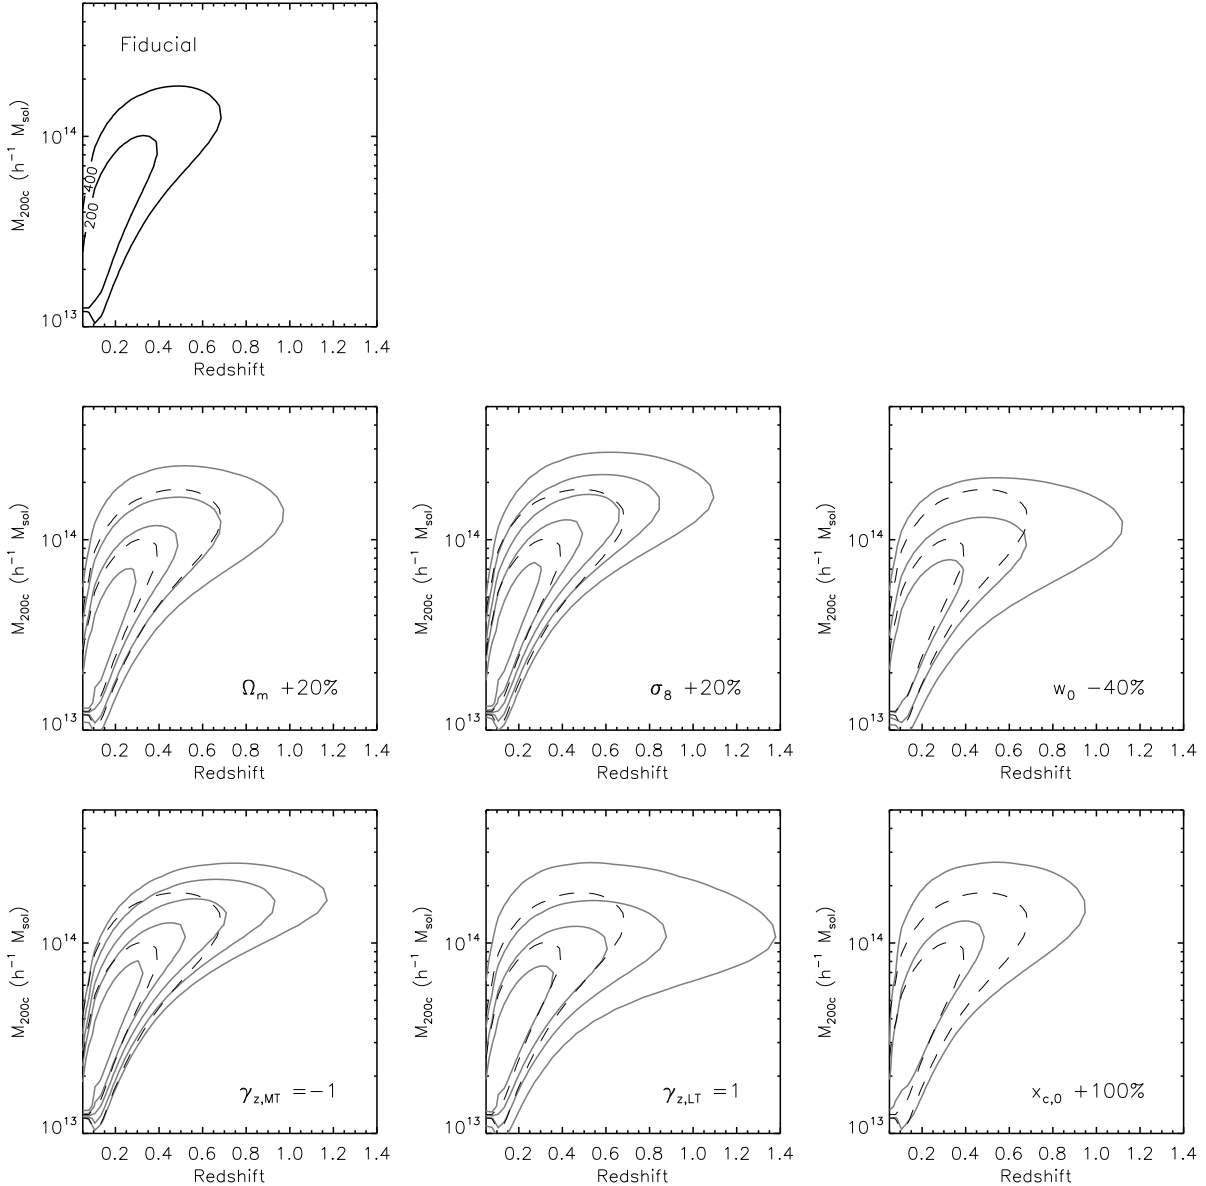 Fiducial
400
200
10^14
10^13
M_200c (h^-1 M_sol)
0.2 0.4 0.6 0.8 1.0 1.2 1.4
Redshift
10^14
10^13
M_200c (h^-1 M_sol)
Ω_m +20%
0.2 0.4 0.6 0.8 1.0 1.2 1.4
Redshift
10^14
10^13
M_200c (h^-1 M_sol)
σ_8 +20%
0.2 0.4 0.6 0.8 1.0 1.2 1.4
Redshift
10^14
10^13
M_200c (h^-1 M_sol)
w_0 −40%
0.2 0.4 0.6 0.8 1.0 1.2 1.4
Redshift
10^14
10^13
M_200c (h^-1 M_sol)
γ_z,MT =−1
0.2 0.4 0.6 0.8 1.0 1.2 1.4
Redshift
10^14
10^13
M_200c (h^-1 M_sol)
γ_z,LT =1
0.2 0.4 0.6 0.8 1.0 1.2 1.4
Redshift
10^14
10^13
M_200c (h^-1 M_sol)
x_c,0 +100%
0.2 0.4 0.6 0.8 1.0 1.2 1.4
Redshift